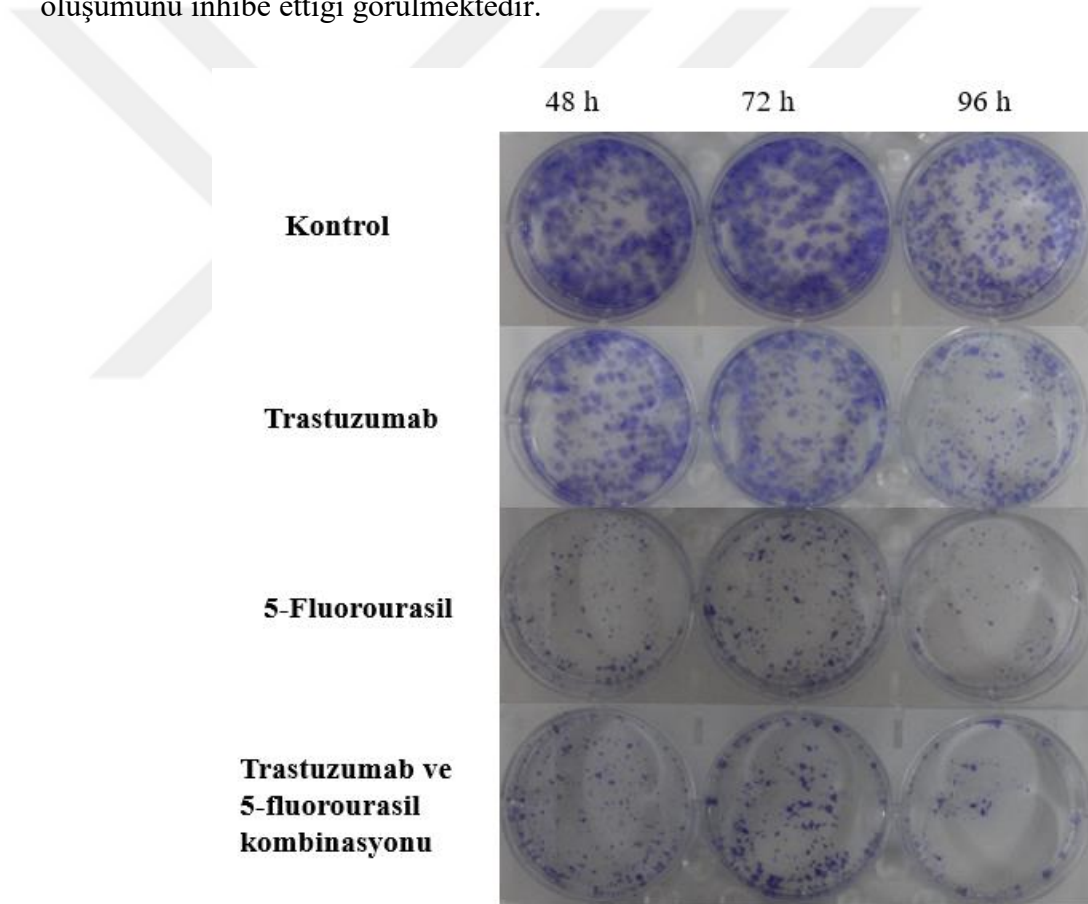 oluşumunu inhibe ettiği görülmektedir.
48 h 72 h 96 h
Kontrol
Trastuzumab
5-Fluorourasil
Trastuzumab ve
5-fluorourasil
kombinasyonu